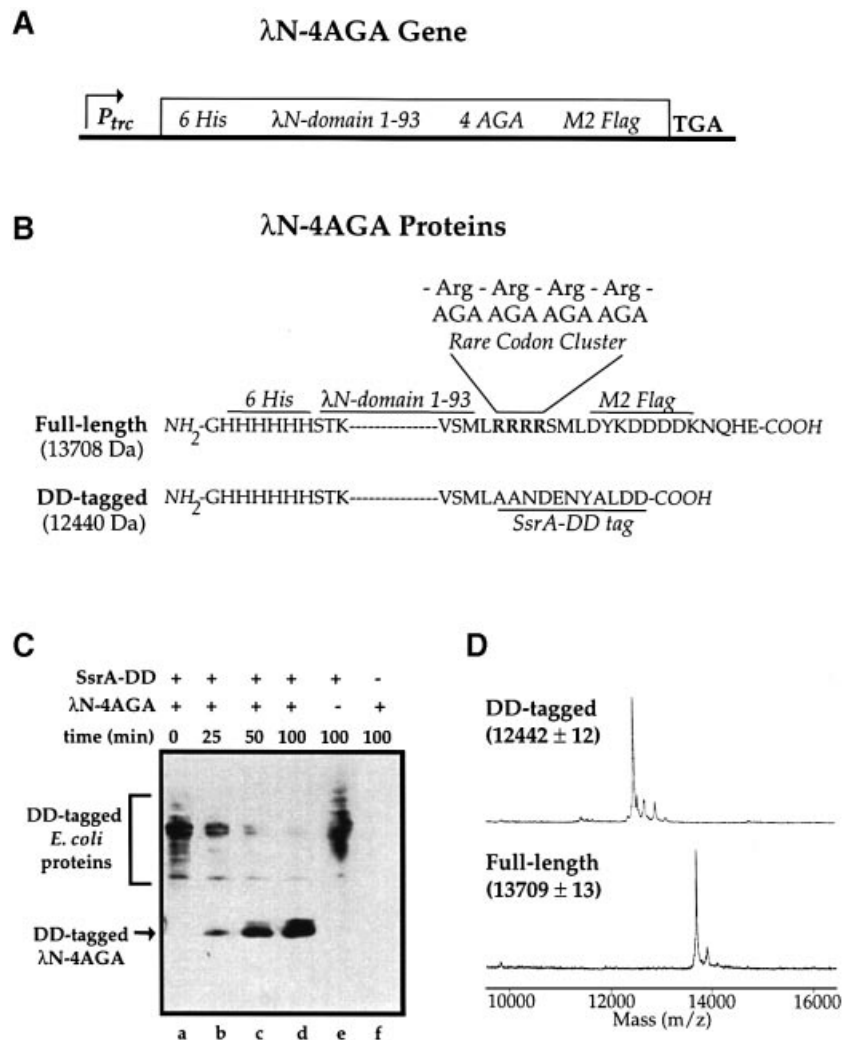 A
λN-4AGA Gene
Ptrc 6 His λN-domain 1-93 4 AGA M2 Flag TGA
B
λN-4AGA Proteins
- Arg - Arg - Arg - Arg -
AGA AGA AGA AGA
Rare Codon Cluster
6 His λN-domain 1-93 M2 Flag
Full-length NH2-GHHHHHHSTK--------------VSMLRRRRSMLDYKDDDDKNQHE-COOH
(13708 Da)
DD-tagged NH2-GHHHHHHSTK--------------VSMLAANDENYALDD-COOH
(12440 Da)
SsrA-DD tag
C
SsrA-DD + + + + + -
λN-4AGA + + + + - +
time (min) 0 25 50 100 100 100
DD-tagged
E. coli
proteins
DD-tagged
λN-4AGA
a b c d e f
D
DD-tagged
(12442 ± 12)
Full-length
(13709 ± 13)
10000 12000 14000 16000
Mass (m/z)